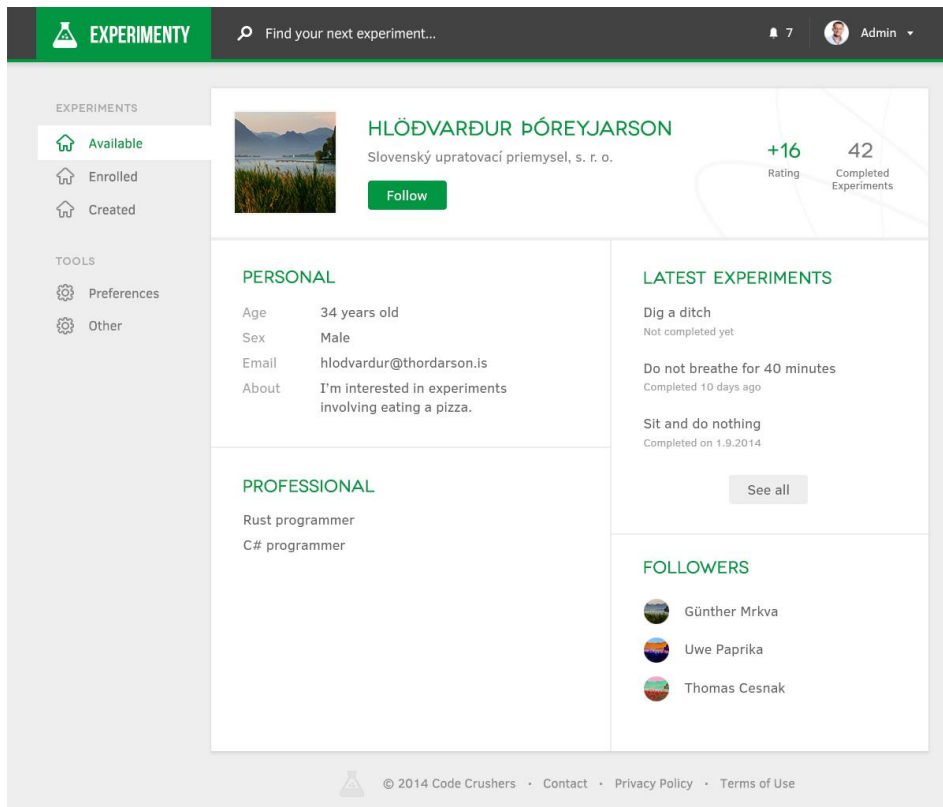 EXPERIMENTY
Find your next experiment...
7
Admin
EXPERIMENTS
Available
Enrolled
Created
TOOLS
Preferences
Other
HLÖÐVARÐUR ÞÓREYJARSON
Slovenský upratovací priemysel, s. r. o.
Follow
+16
Rating
42
Completed
Experiments
PERSONAL
Age 34 years old
Sex Male
Email hlodvardur@thordarson.is
About I'm interested in experiments
involving eating a pizza.
PROFESSIONAL
Rust programmer
C# programmer
LATEST EXPERIMENTS
Dig a ditch
Not completed yet
Do not breathe for 40 minutes
Completed 10 days ago
Sit and do nothing
Completed on 1.9.2014
See all
FOLLOWERS
Günther Mrkva
Uwe Paprika
Thomas Cesnak
© 2014 Code Crushers · Contact · Privacy Policy · Terms of Use